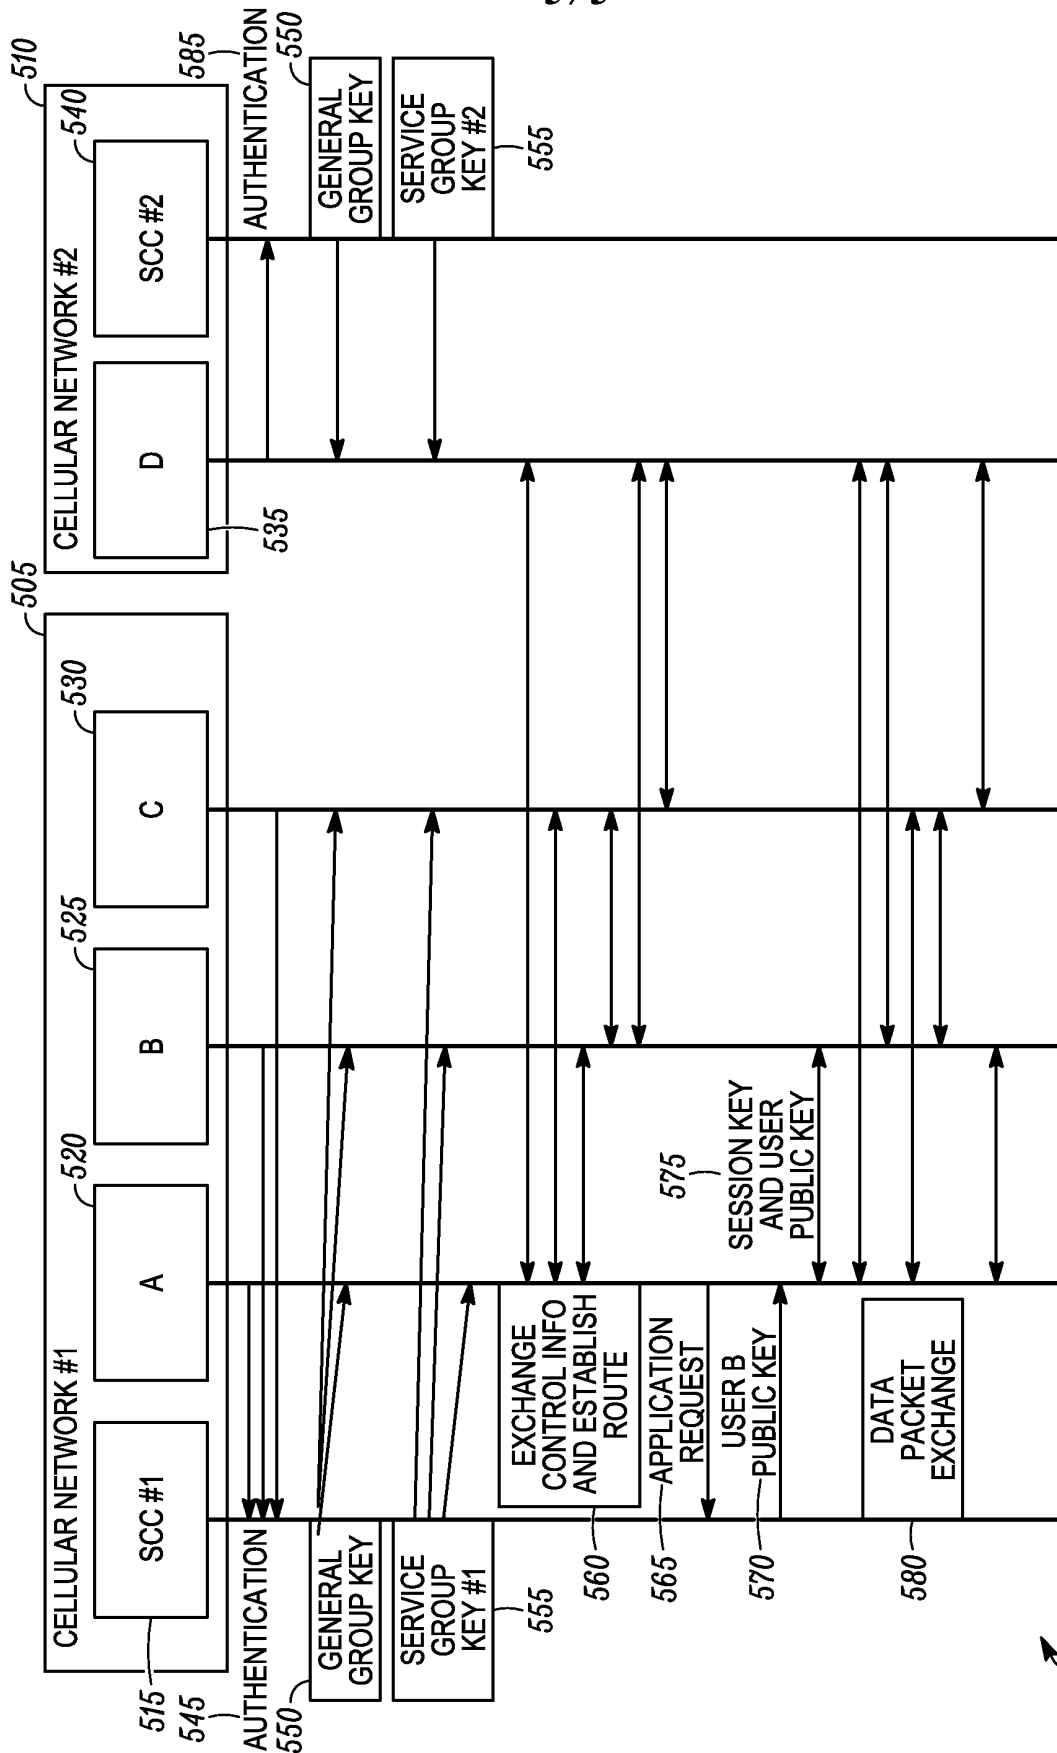 CELLULAR NETWORK #1
505
SCC #1
515
A
520
B
525
C
530
CELLULAR NETWORK #2
510
D
535
SCC #2
540
545
AUTHENTICATION
585
AUTHENTICATION
550
GENERAL
GROUP KEY
550
GENERAL
GROUP KEY
SERVICE
GROUP
KEY #1
555
SERVICE
GROUP
KEY #2
555
EXCHANGE
CONTROL INFO
AND ESTABLISH
ROUTE
560
APPLICATION
REQUEST
565
USER B
PUBLIC KEY
570
575
SESSION KEY
AND USER
PUBLIC KEY
DATA
PACKET
EXCHANGE
580